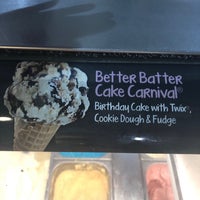 Better Batter
Cake Carnival®
Birthday Cake with Twix®,
Cookie Dough & Fudge